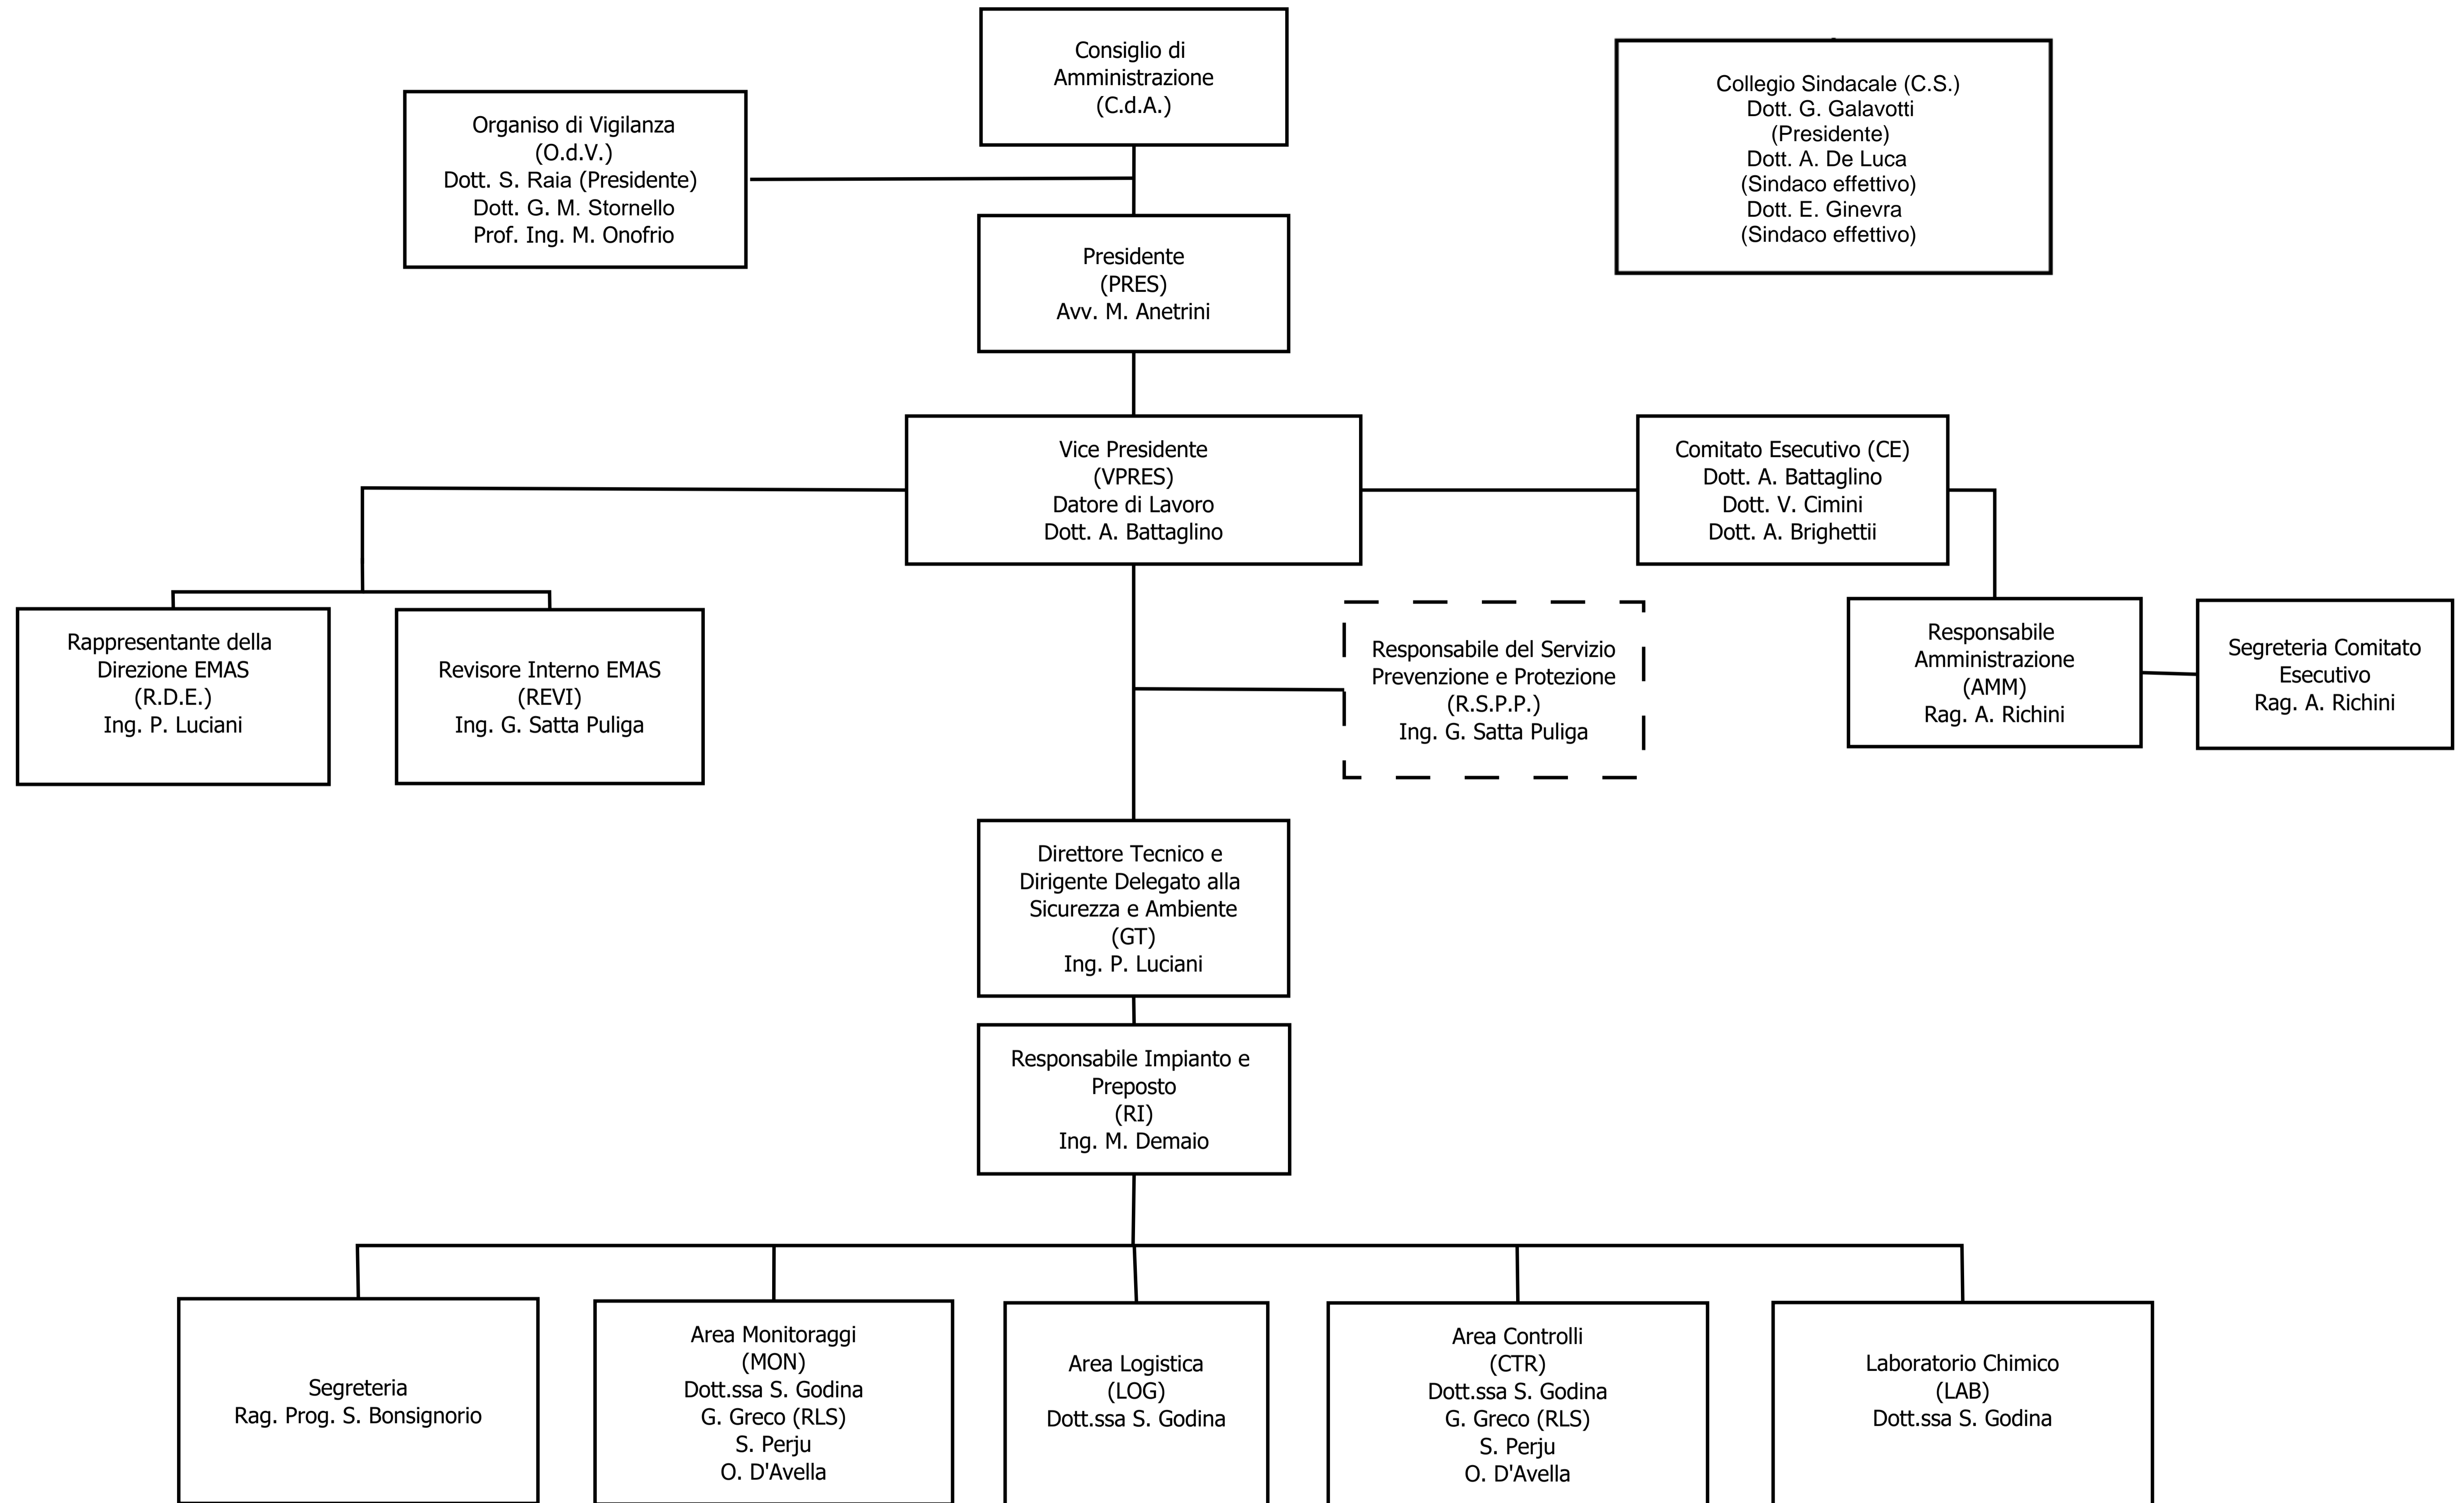 Consiglio di
Amministrazione
(C.d.A.)
Collegio Sindacale (C.S.)
Dott. G. Galavotti
(Presidente)
Dott. A. De Luca
(Sindaco effettivo)
Dott. E. Ginevra
(Sindaco effettivo)
Organiso di Vigilanza
(O.d.V.)
Dott. S. Raia (Presidente)
Dott. G. M. Stornello
Prof. Ing. M. Onofrio
Presidente
(PRES)
Avv. M. Anetrini
Vice Presidente
(VPRES)
Datore di Lavoro
Dott. A. Battaglino
Comitato Esecutivo (CE)
Dott. A. Battaglino
Dott. V. Cimini
Dott. A. Brighettii
Rappresentante della
Direzione EMAS
(R.D.E.)
Ing. P. Luciani
Revisore Interno EMAS
(REVI)
Ing. G. Satta Puliga
Responsabile del Servizio
Prevenzione e Protezione
(R.S.P.P.)
Ing. G. Satta Puliga
Responsabile
Amministrazione
(AMM)
Rag. A. Richini
Segreteria Comitato
Esecutivo
Rag. A. Richini
Direttore Tecnico e
Dirigente Delegato alla
Sicurezza e Ambiente
(GT)
Ing. P. Luciani
Responsabile Impianto e
Preposto
(RI)
Ing. M. Demaio
Segreteria
Rag. Prog. S. Bonsignorio
Area Monitoraggi
(MON)
Dott.ssa S. Godina
G. Greco (RLS)
S. Perju
O. D'Avella
Area Logistica
(LOG)
Dott.ssa S. Godina
Area Controlli
(CTR)
Dott.ssa S. Godina
G. Greco (RLS)
S. Perju
O. D'Avella
Laboratorio Chimico
(LAB)
Dott.ssa S. Godina